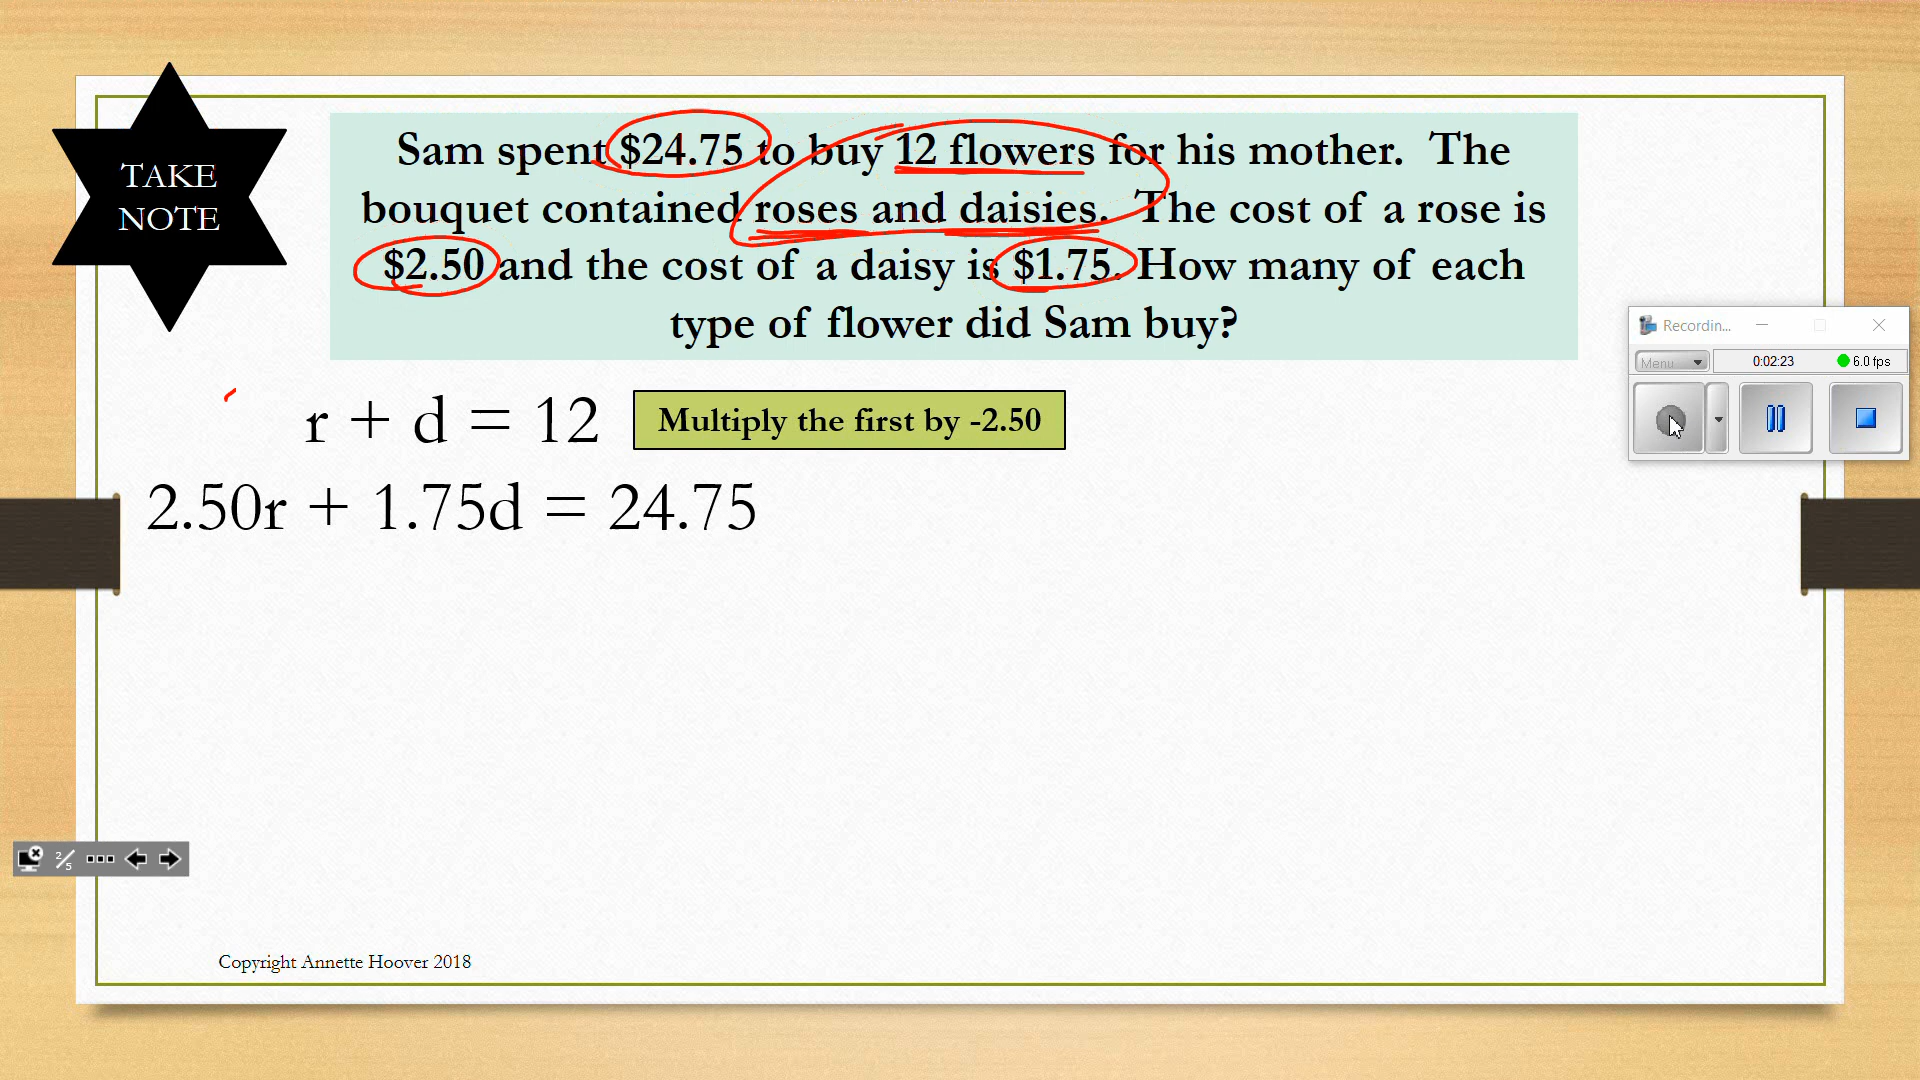 TAKE
NOTE
Sam spent $24.75 to buy 12 flowers for his mother. The
bouquet contained roses and daisies. The cost of a rose is
$2.50 and the cost of a daisy is $1.75. How many of each
type of flower did Sam buy?
r + d = 12
Multiply the first by -2.50
2.50r + 1.75d = 24.75
Recordin...
Menu
0:02:23
6.0 fps
2/5
Copyright Annette Hoover 2018